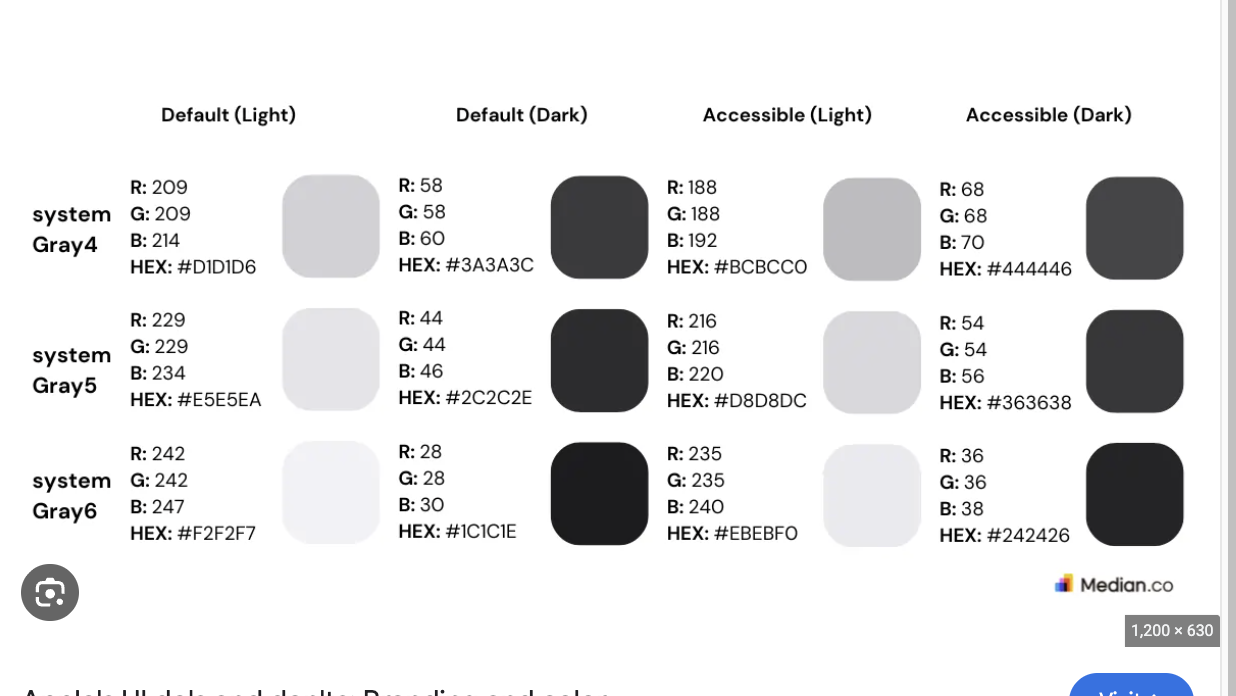 Default (Light) Default (Dark) Accessible (Light) Accessible (Dark)
system Gray4
R: 209
G: 209
B: 214
HEX: #D1D1D6
R: 58
G: 58
B: 60
HEX: #3A3A3C
R: 188
G: 188
B: 192
HEX: #BCBCC0
R: 68
G: 68
B: 70
HEX: #444446
system Gray5
R: 229
G: 229
B: 234
HEX: #E5E5EA
R: 44
G: 44
B: 46
HEX: #2C2C2E
R: 216
G: 216
B: 220
HEX: #D8D8DC
R: 54
G: 54
B: 56
HEX: #363638
system Gray6
R: 242
G: 242
B: 247
HEX: #F2F2F7
R: 28
G: 28
B: 30
HEX: #1C1C1E
R: 235
G: 235
B: 240
HEX: #EBEBF0
R: 36
G: 36
B: 38
HEX: #242426
Median.co
1,200 × 630